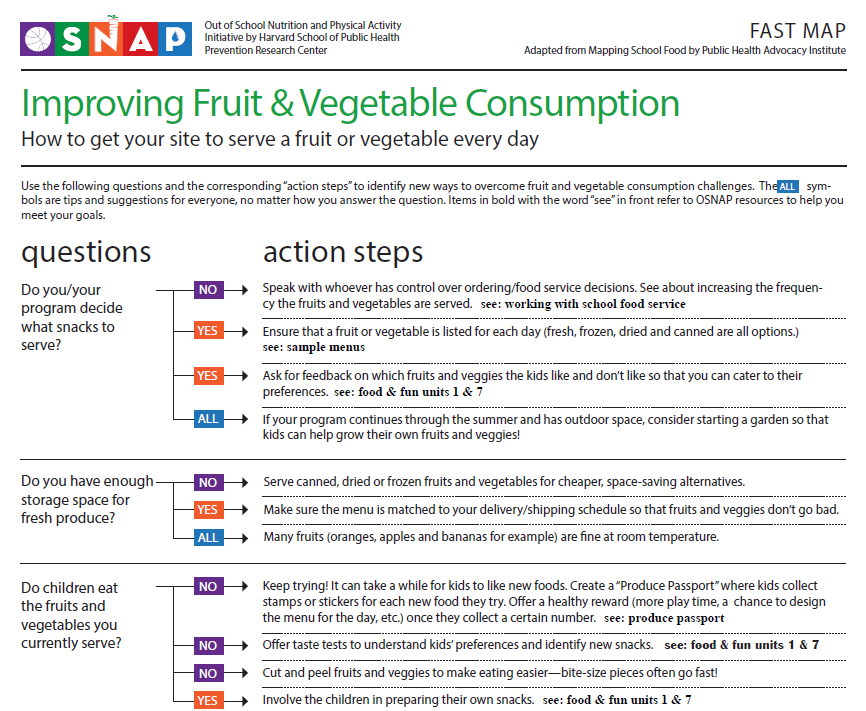 OSNAP
Out of School Nutrition and Physical Activity
Initiative by Harvard School of Public Health
Prevention Research Center
FAST MAP
Adapted from Mapping School Food by Public Health Advocacy Institute
Improving Fruit & Vegetable Consumption
How to get your site to serve a fruit or vegetable every day
Use the following questions and the corresponding "action steps" to identify new ways to overcome fruit and vegetable consumption challenges. The ALL sym-
bols are tips and suggestions for everyone, no matter how you answer the question. Items in bold with the word "see" in front refer to OSNAP resources to help you
meet your goals.
questions
action steps
Do you/your
program decide
what snacks to
serve?
NO
Speak with whoever has control over ordering/food service decisions. See about increasing the frequen-
cy the fruits and vegetables are served. see: working with school food service
YES
Ensure that a fruit or vegetable is listed for each day (fresh, frozen, dried and canned are all options.)
see: sample menus
YES
Ask for feedback on which fruits and veggies the kids like and don't like so that you can cater to their
preferences. see: food & fun units 1 & 7
ALL
If your program continues through the summer and has outdoor space, consider starting a garden so that
kids can help grow their own fruits and veggies!
Do you have enough
storage space for
fresh produce?
NO
Serve canned, dried or frozen fruits and vegetables for cheaper, space-saving alternatives.
YES
Make sure the menu is matched to your delivery/shipping schedule so that fruits and veggies don't go bad.
ALL
Many fruits (oranges, apples and bananas for example) are fine at room temperature.
Do children eat
the fruits and
vegetables you
currently serve?
NO
Keep trying! It can take a while for kids to like new foods. Create a "Produce Passport" where kids collect
stamps or stickers for each new food they try. Offer a healthy reward (more play time, a chance to design
the menu for the day, etc.) once they collect a certain number. see: produce passport
NO
Offer taste tests to understand kids' preferences and identify new snacks. see: food & fun units 1 & 7
NO
Cut and peel fruits and veggies to make eating easier—bite-size pieces often go fast!
YES
Involve the children in preparing their own snacks. see: food & fun units 1 & 7